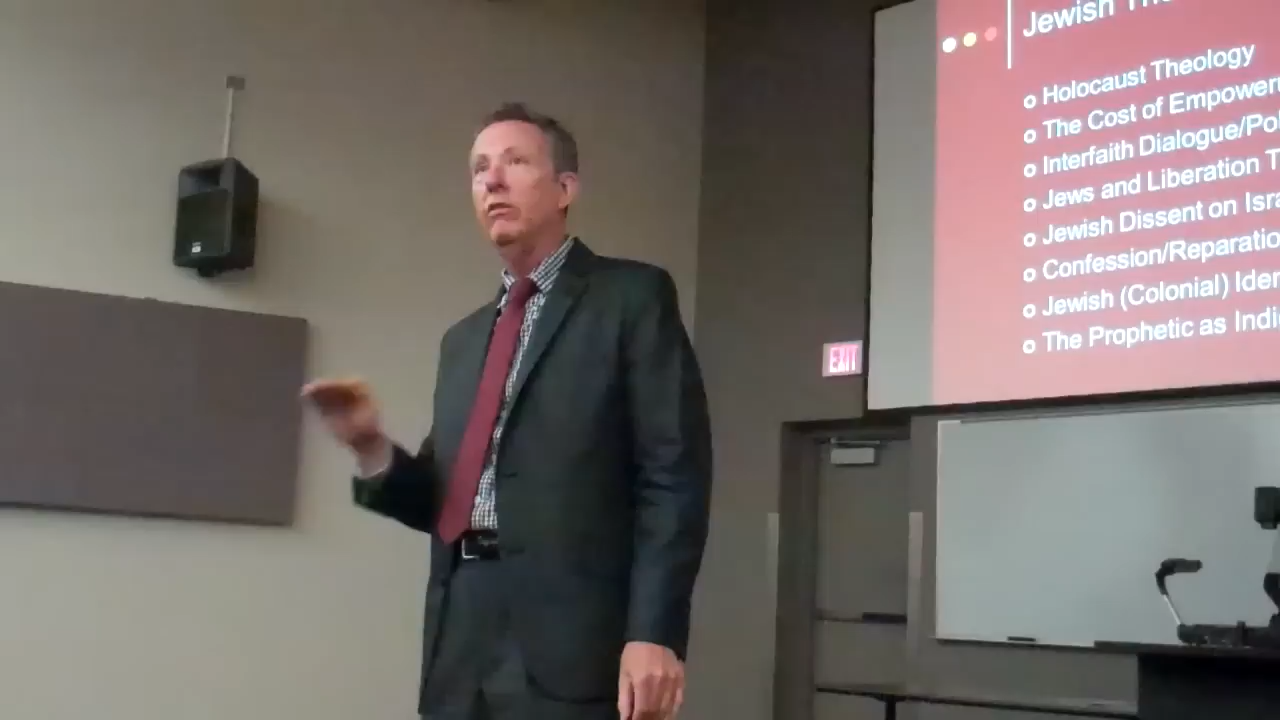 Jewish
o Holocaust Theology
o The Cost of
o Interfaith
o Jews and Liberation
o Jewish Dissent on
o
o Jewish (Colonial)
o The Prophetic as
EXIT